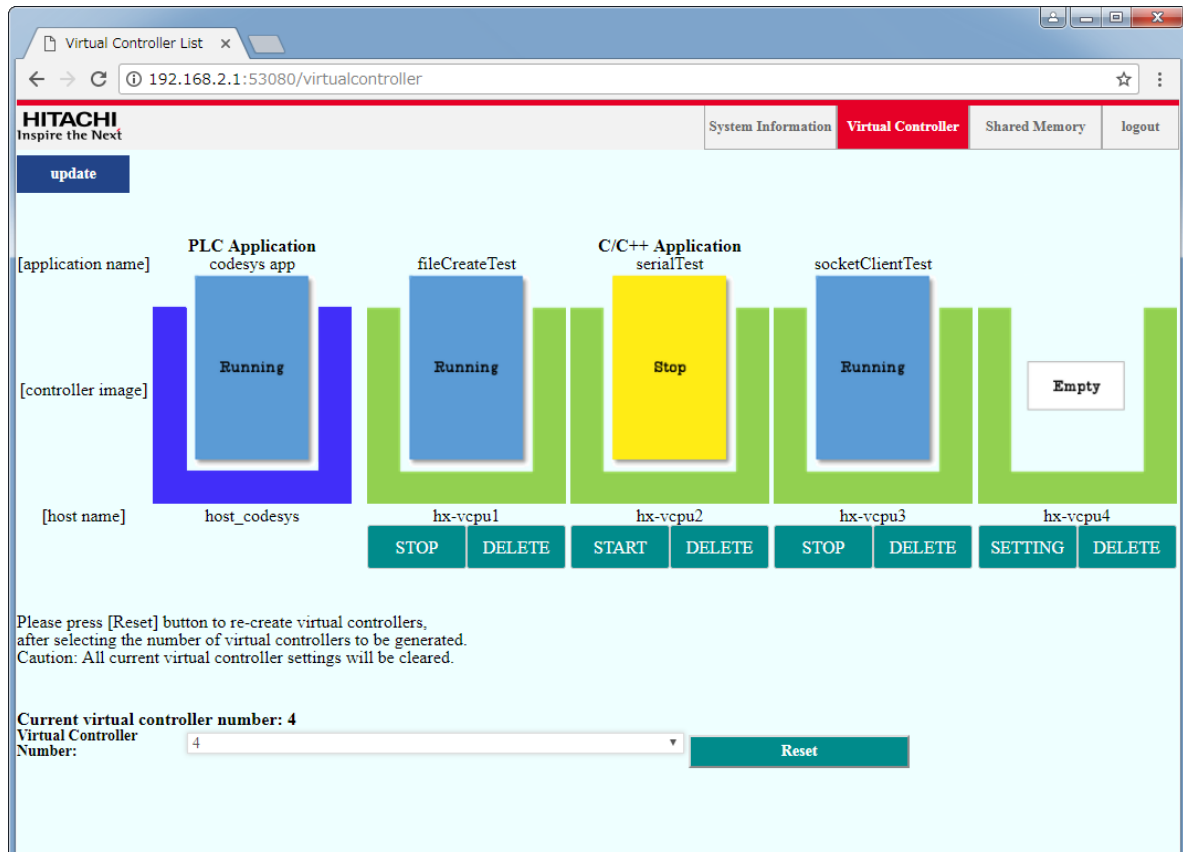 Virtual Controller List
192.168.2.1:53080/virtualcontroller
HITACHI
Inspire the Next
System Information Virtual Controller Shared Memory logout
update
PLC Application C/C++ Application
[application name] codesys app fileCreateTest serialTest socketClientTest
[controller image] Running Running Stop Running Empty
[host name] host_codesys hx-vcpu1 hx-vcpu2 hx-vcpu3 hx-vcpu4
STOP DELETE START DELETE STOP DELETE SETTING DELETE
Please press [Reset] button to re-create virtual controllers,
after selecting the number of virtual controllers to be generated.
Caution: All current virtual controller settings will be cleared.
Current virtual controller number: 4
Virtual Controller
Number: 4 Reset